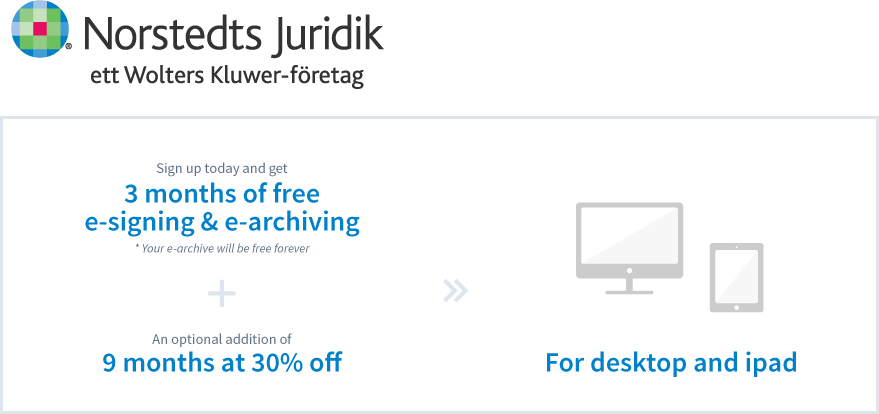 Norstedts Juridik
ett Wolters Kluwer-företag
Sign up today and get
3 months of free
e-signing & e-archiving
* Your e-archive will be free forever
+
An optional addition of
9 months at 30% off
»
For desktop and ipad